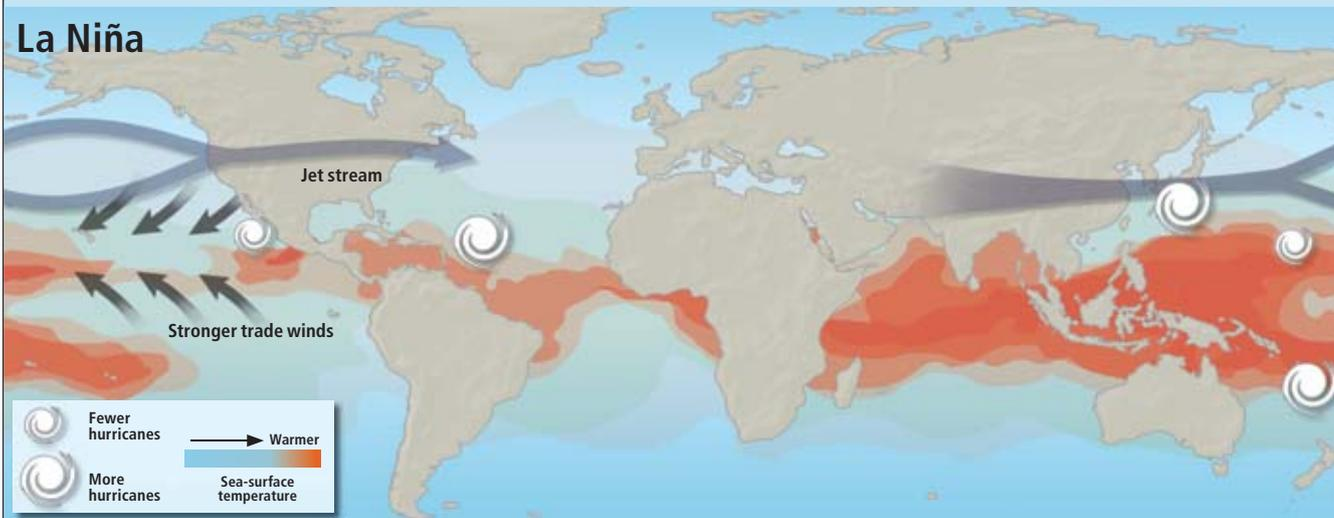 La Niña
Jet stream
Stronger trade winds
Fewer
hurricanes
More
hurricanes
Warmer
Sea-surface
temperature